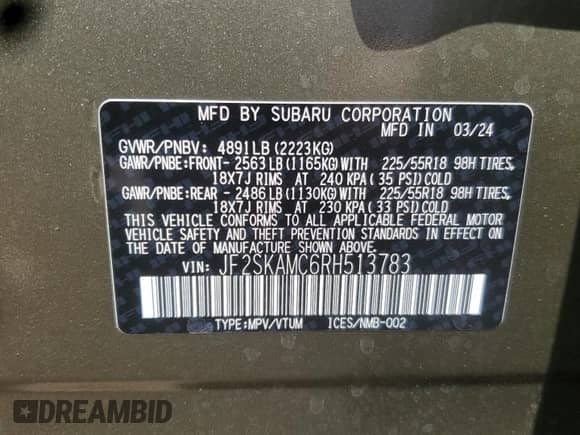 MFD BY SUBARU CORPORATION
MFD IN 03/24
GVWR/PNBV: 4891LB(2223KG)
GAWR/PNBE:FRONT- 2563LB(1165KG)WITH 225/55R18 98H TIRES,
18X7J RIMS AT 240 KPA(35 PSI)COLD
GAWR/PNBE:REAR - 2486LB(1130KG)WITH 225/55R18 98H TIRES,
18X7J RIMS AT 230 KPA(33 PSI)COLD
THIS VEHICLE CONFORMS TO ALL APPLICABLE FEDERAL MOTOR
VEHICLE SAFETY,BUMPER,AND THEFT PREVENTION STANDARDS IN EFFECT
ON THE DATE OF MANUFACTURE SHOWN ABOVE.
VIN: JF2SKAMC6RH513783
TYPE:MPV/VTUM ICES/NMB-002
DREAMBID